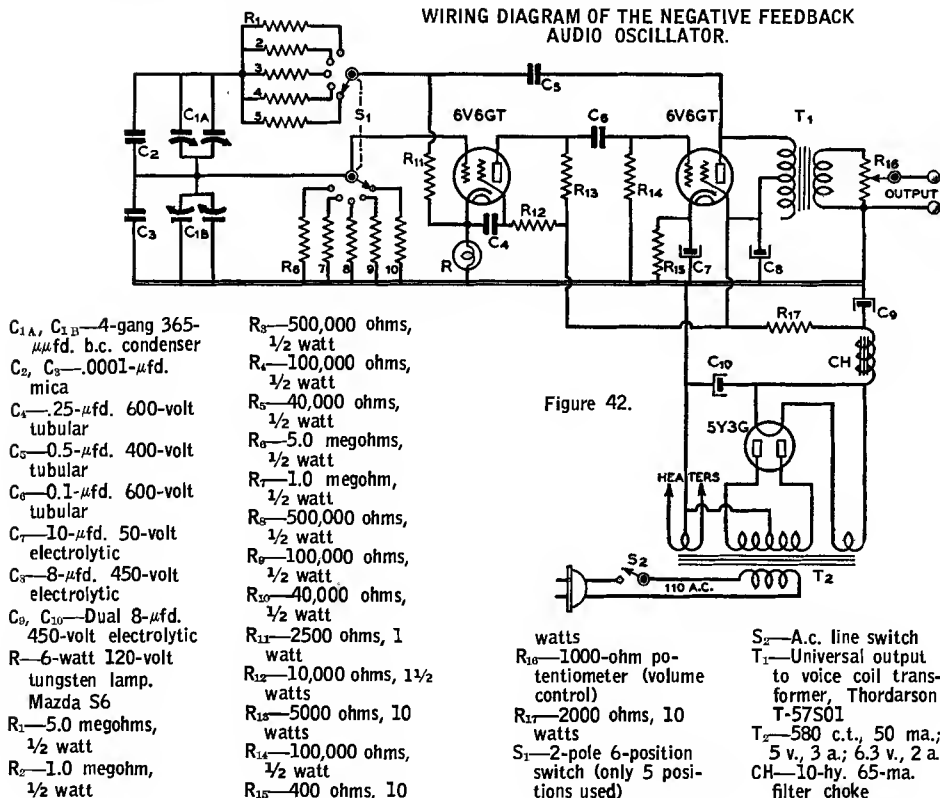 WIRING DIAGRAM OF THE NEGATIVE FEEDBACK
AUDIO OSCILLATOR.
R1
2
3
4
5
S1
C1A
C2
C3
C1B
R6
7
8
9
10
R11
6V6GT
C5
C6
6V6GT
T1
R16
OUTPUT
R13
R14
C4
R12
R
R15
C7
C8
C9
R17
CH
C10
5Y3G
HEATERS
S2
110 A.C.
T2
Figure 42.
C1A, C1B—4-gang 365-
μμfd. b.c. condenser
C2, C3—.0001-μfd.
mica
C4—.25-μfd. 600-volt
tubular
C5—0.5-μfd. 400-volt
tubular
C6—0.1-μfd. 600-volt
tubular
C7—10-μfd. 50-volt
electrolytic
C8—8-μfd. 450-volt
electrolytic
C9, C10—Dual 8-μfd.
450-volt electrolytic
R—6-watt 120-volt
tungsten lamp.
Mazda S6
R1—5.0 megohms,
1/2 watt
R2—1.0 megohm,
1/2 watt
R3—500,000 ohms,
1/2 watt
R4—100,000 ohms,
1/2 watt
R5—40,000 ohms,
1/2 watt
R6—5.0 megohms,
1/2 watt
R7—1.0 megohm,
1/2 watt
R8—500,000 ohms,
1/2 watt
R9—100,000 ohms,
1/2 watt
R10—40,000 ohms,
1/2 watt
R11—2500 ohms, 1
watt
R12—10,000 ohms, 1 1/2
watts
R13—5000 ohms, 10
watts
R14—100,000 ohms,
1/2 watt
R15—400 ohms, 10
watts
R16—1000-ohm po-
tentiometer (volume
control)
R17—2000 ohms, 10
watts
S1—2-pole 6-position
switch (only 5 posi-
tions used)
S2—A.c. line switch
T1—Universal output
to voice coil trans-
former, Thordarson
T-57S01
T2—580 c.t., 50 ma.;
5 v., 3 a.; 6.3 v., 2 a.
CH—10-hy. 65-ma.
filter choke